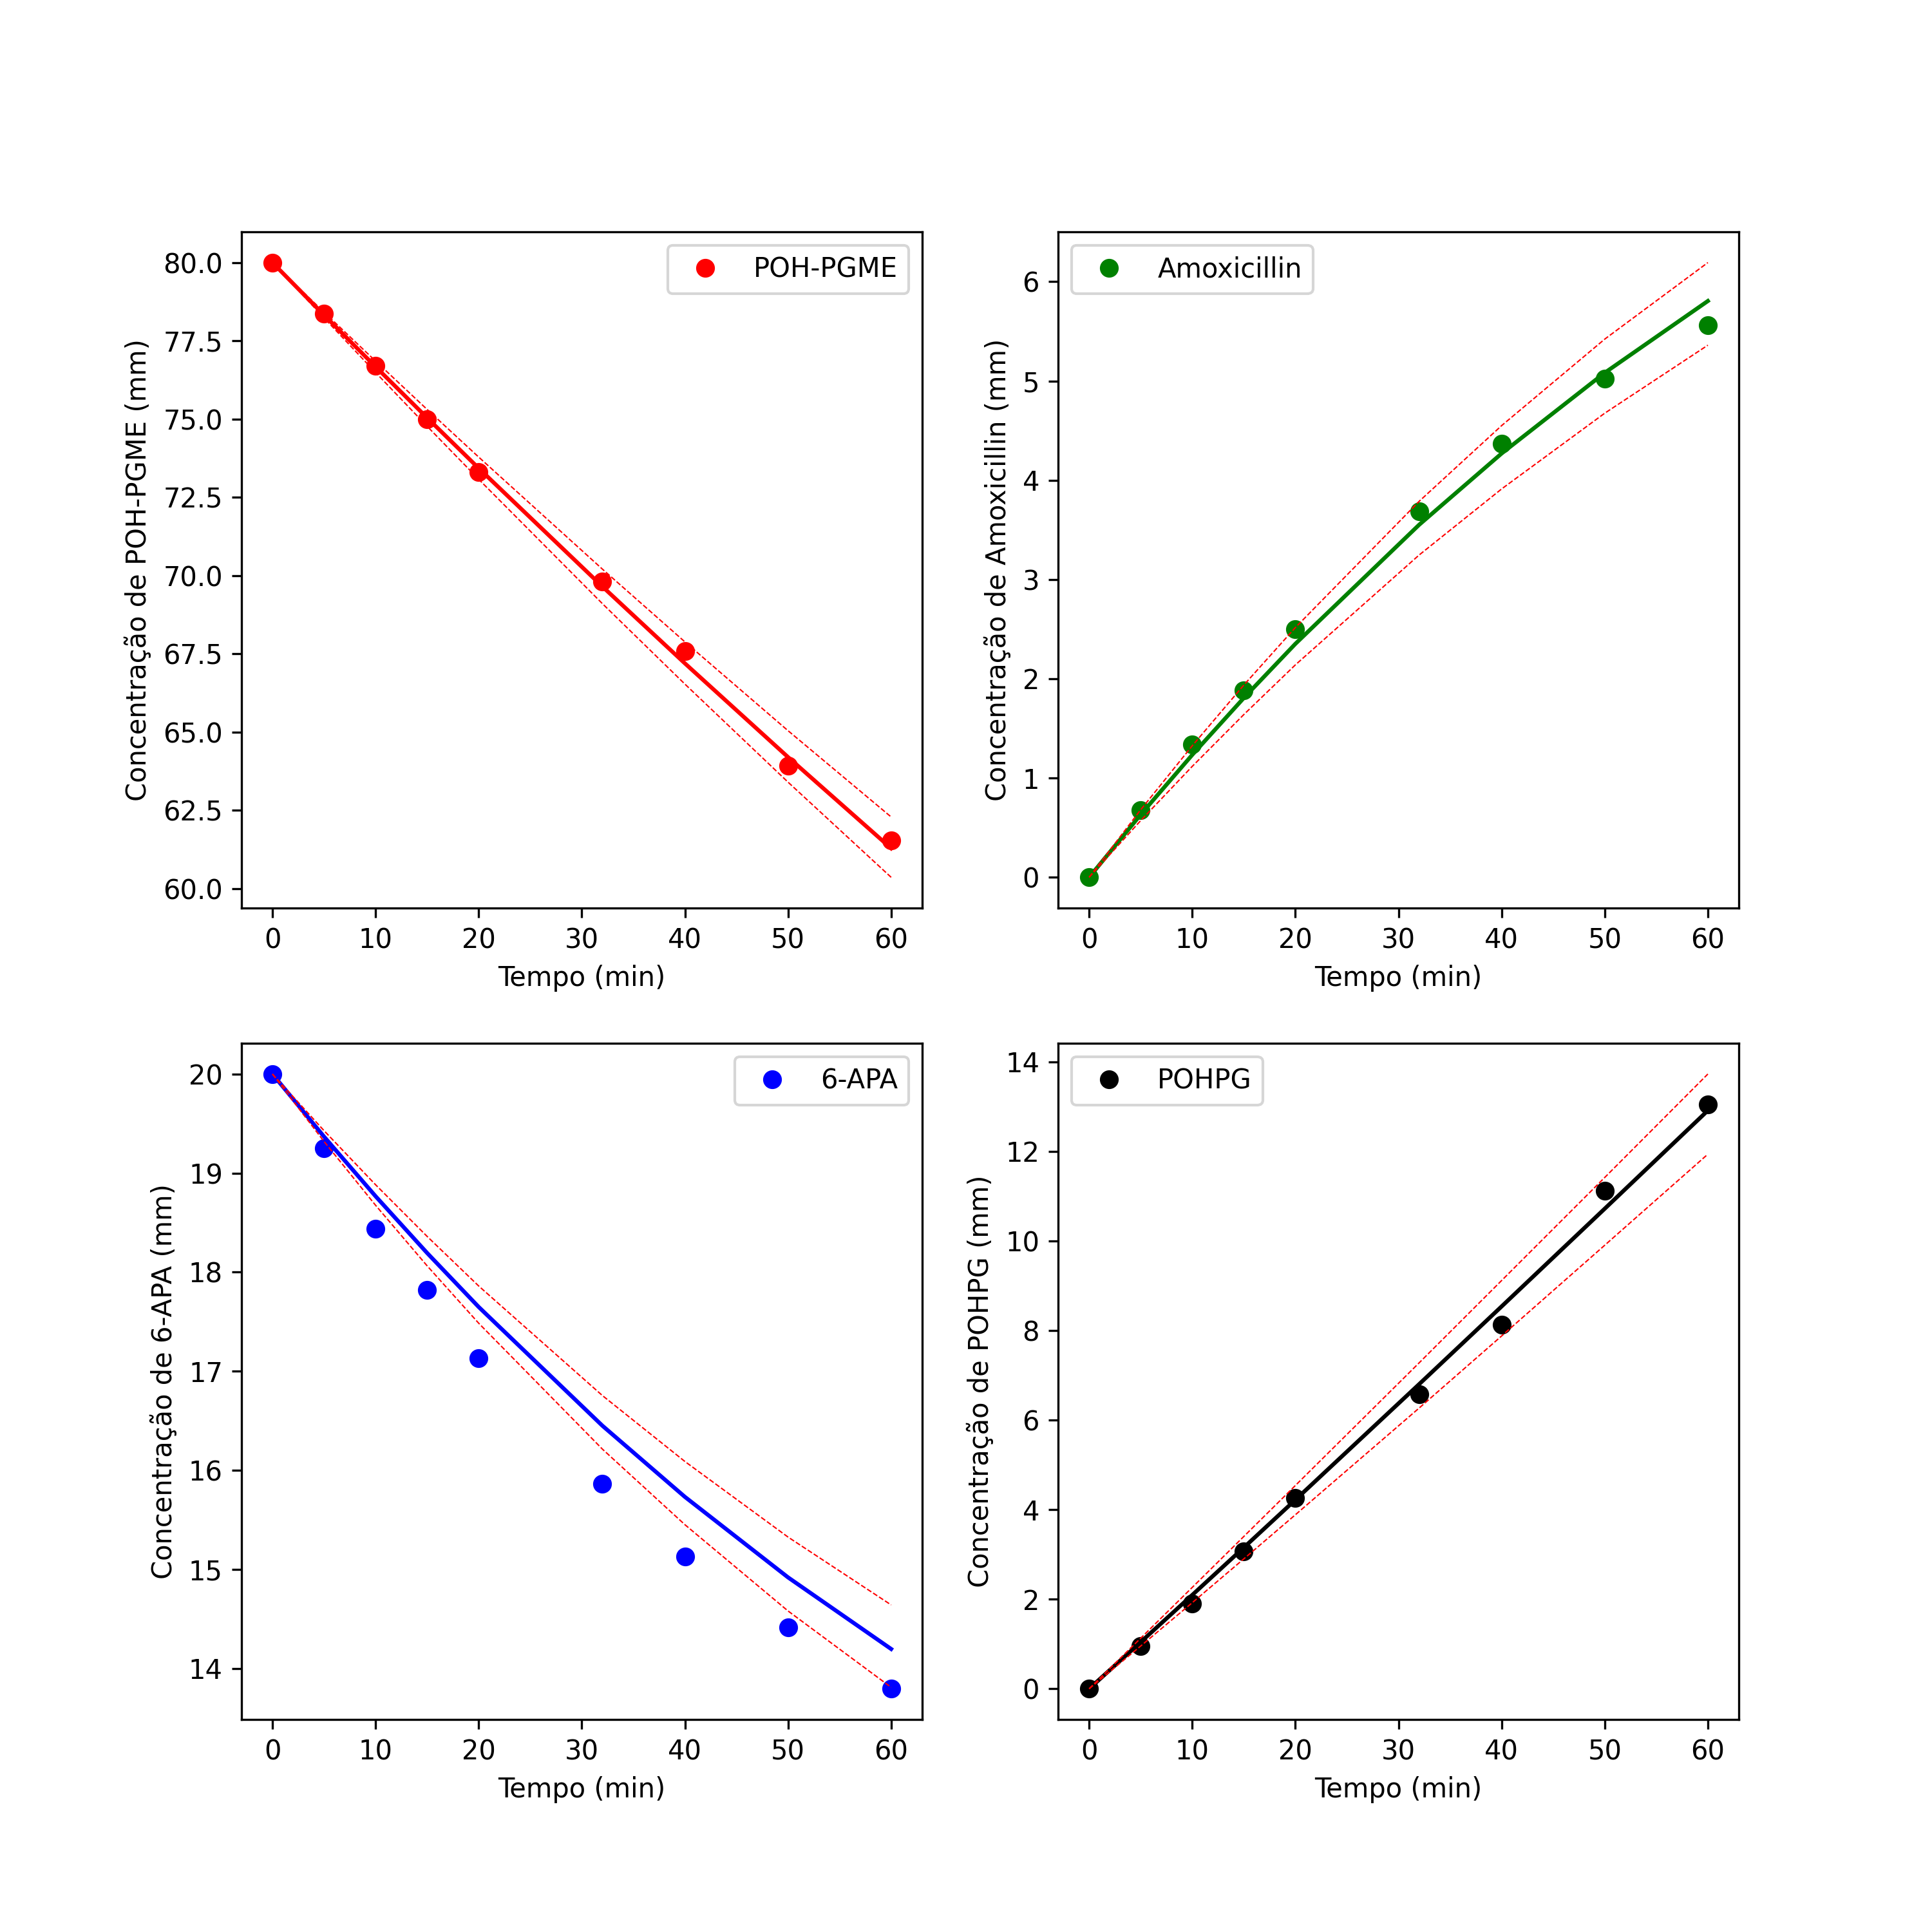 POH-PGME
Concentração de POH-PGME (mm)
80.0
77.5
75.0
72.5
70.0
67.5
65.0
62.5
60.0
0 10 20 30 40 50 60
Tempo (min)
Amoxicillin
Concentração de Amoxicillin (mm)
6
5
4
3
2
1
0
0 10 20 30 40 50 60
Tempo (min)
6-APA
Concentração de 6-APA (mm)
20
19
18
17
16
15
14
0 10 20 30 40 50 60
Tempo (min)
POHPG
Concentração de POHPG (mm)
14
12
10
8
6
4
2
0
0 10 20 30 40 50 60
Tempo (min)